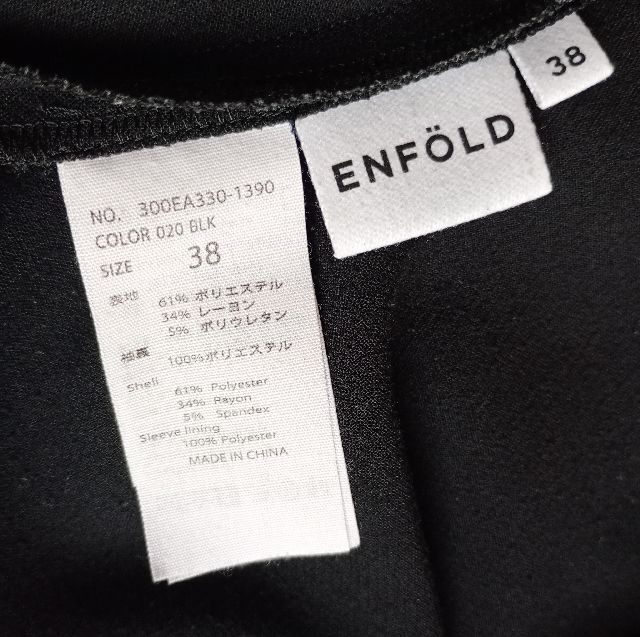 NO. 300EA330-1390
COLOR 020 BLK
SIZE 38
表地 61% ポリエステル
34% レーヨン
5% ポリウレタン
袖裏 100%ポリエステル
Shell
61% Polyester
34% Rayon
5% Spandex
Sleeve lining
100% Polyester
MADE IN CHINA
ENFÖLD
38